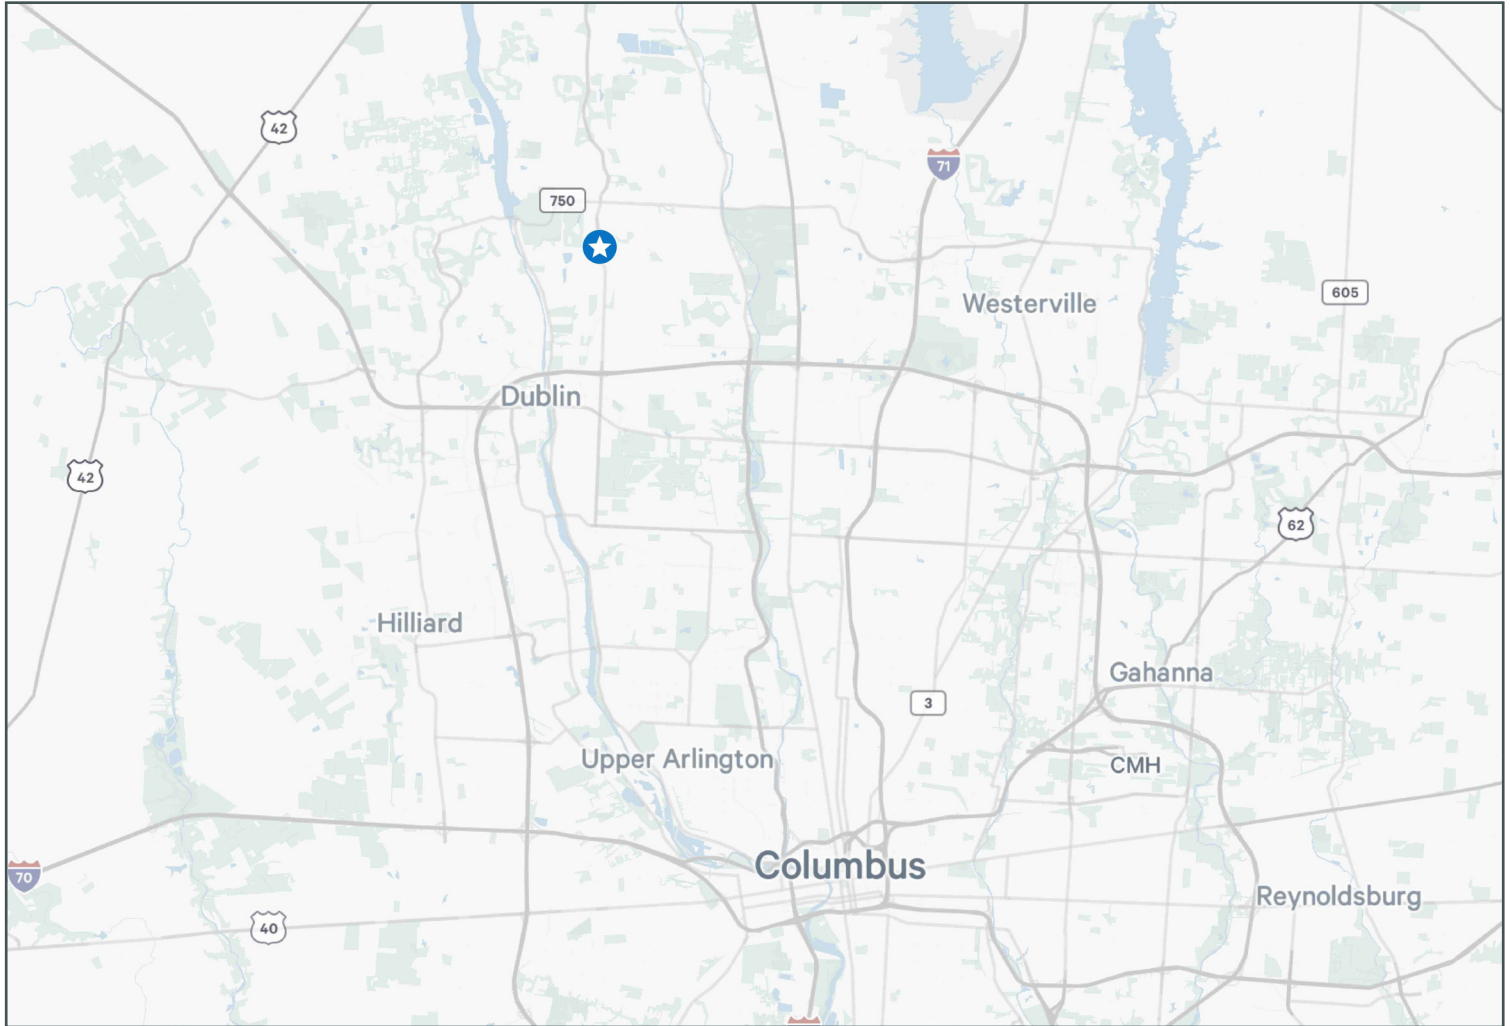 42
71
750
Westerville
605
Dublin
42
62
Hilliard
Gahanna
3
Upper Arlington
CMH
Columbus
70
Reynoldsburg
40